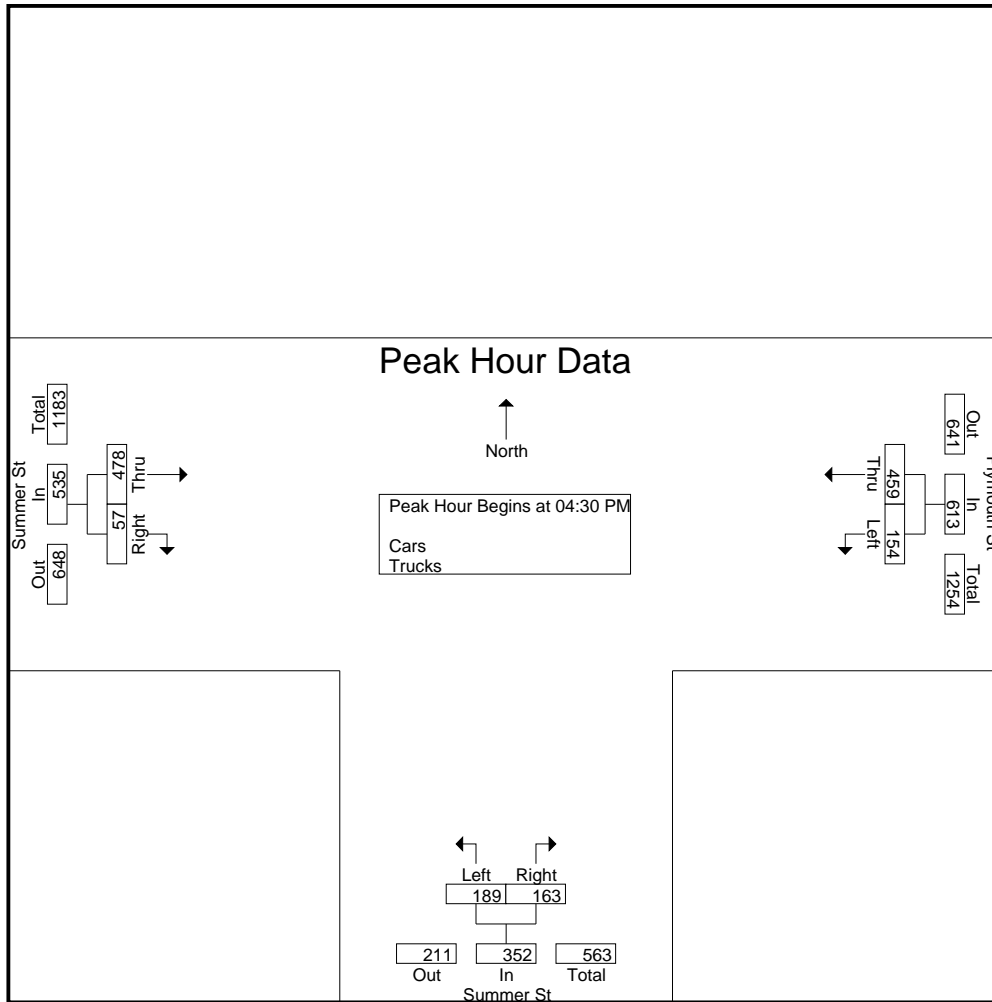 Peak Hour Data
North
Peak Hour Begins at 04:30 PM
Cars
Trucks
Summer St
Total
1183
In
535
Out
648
478
Thru
57
Right
Out
641
In
613
Total
1254
459
Thru
154
Left
Left
Right
189
163
211
352
563
Out
In
Total
Summer St